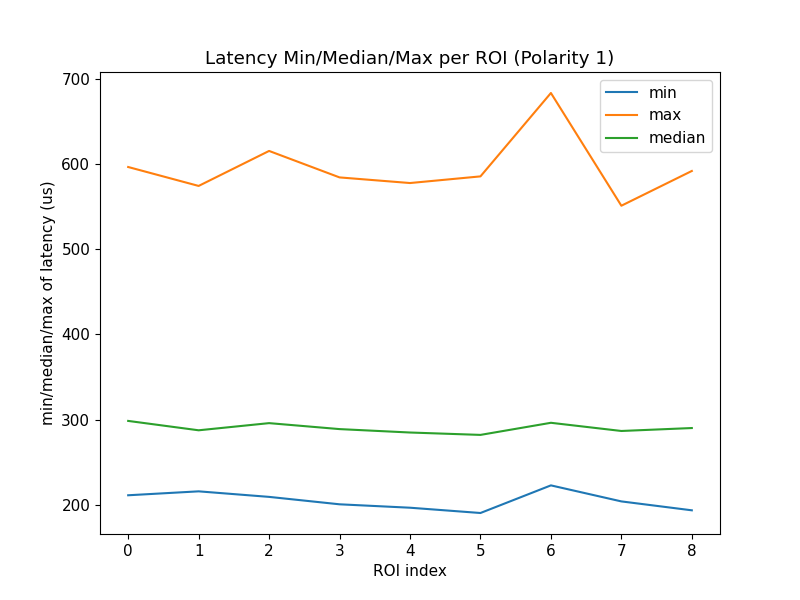 Latency Min/Median/Max per ROI (Polarity 1)
min
max
median
min/median/max of latency (us)
700
600
500
400
300
200
0 1 2 3 4 5 6 7 8
ROI index